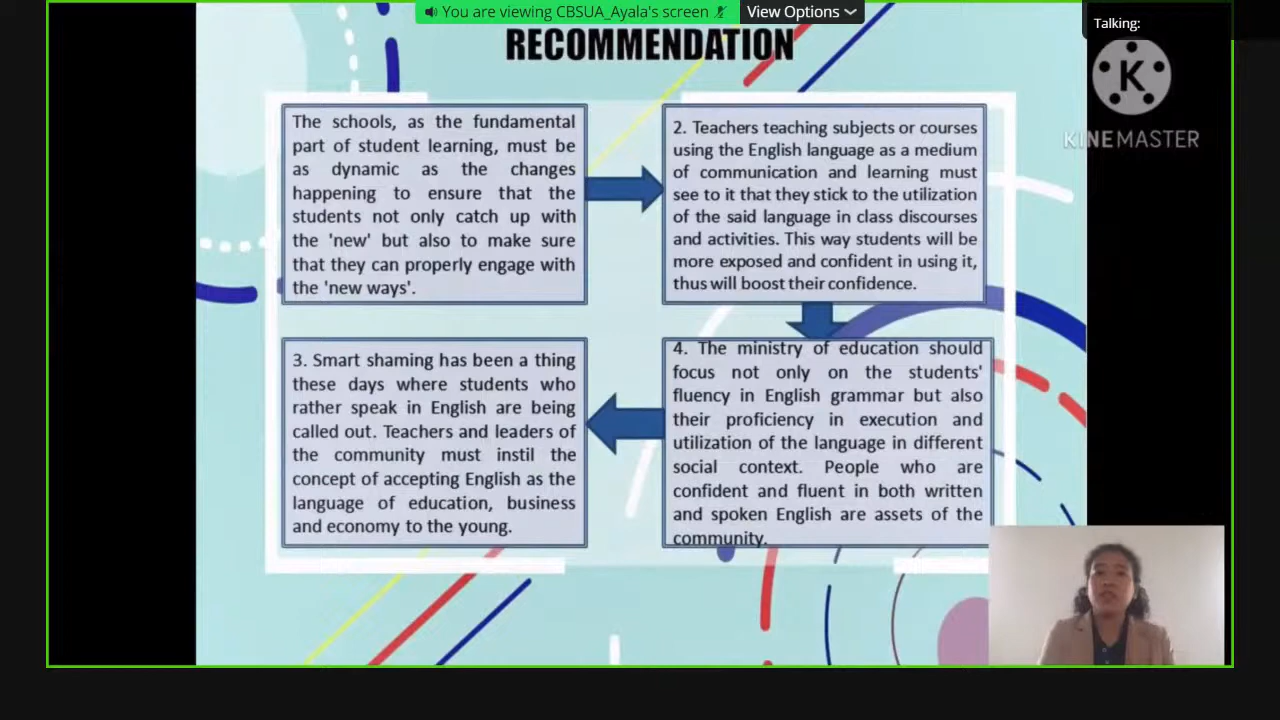 You are viewing CBSUA_Ayala's screen
View Options
Talking:
RECOMMENDATION
K
KINEMASTER
The schools, as the fundamental
part of student learning, must be
as dynamic as the changes
happening to ensure that the
students not only catch up with
the 'new' but also to make sure
that they can properly engage with
the 'new ways'.
2. Teachers teaching subjects or courses
using the English language as a medium
of communication and learning must
see to it that they stick to the utilization
of the said language in class discourses
and activities. This way students will be
more exposed and confident in using it,
thus will boost their confidence.
3. Smart shaming has been a thing
these days where students who
rather speak in English are being
called out. Teachers and leaders of
the community must instil the
concept of accepting English as the
language of education, business
and economy to the young.
4. The ministry of education should
focus not only on the students'
fluency in English grammar but also
their proficiency in execution and
utilization of the language in different
social context. People who are
confident and fluent in both written
and spoken English are assets of the
community.